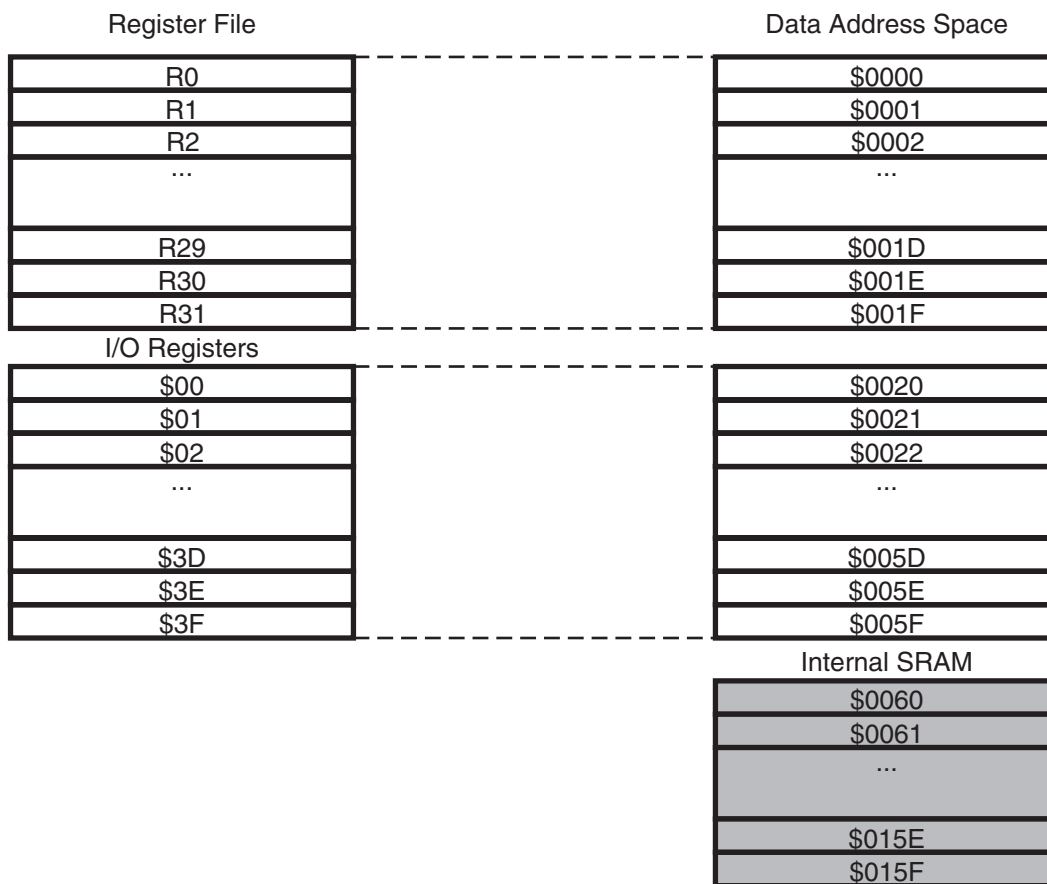 Register File
Data Address Space
R0
$0000
R1
$0001
R2
$0002
...
...
R29
$001D
R30
$001E
R31
$001F
I/O Registers
$00
$0020
$01
$0021
$02
$0022
...
...
$3D
$005D
$3E
$005E
$3F
$005F
Internal SRAM
$0060
$0061
...
$015E
$015F